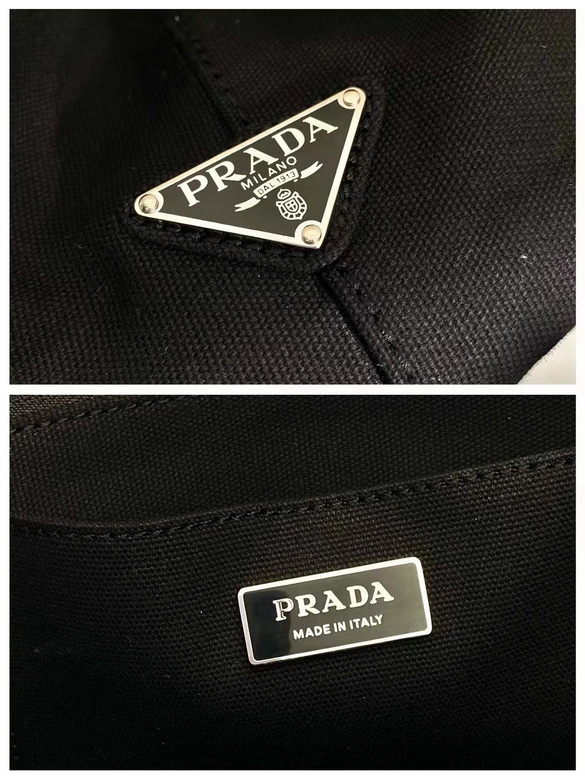 PRADA
MILANO
DAL 1913
PRADA
MADE IN ITALY